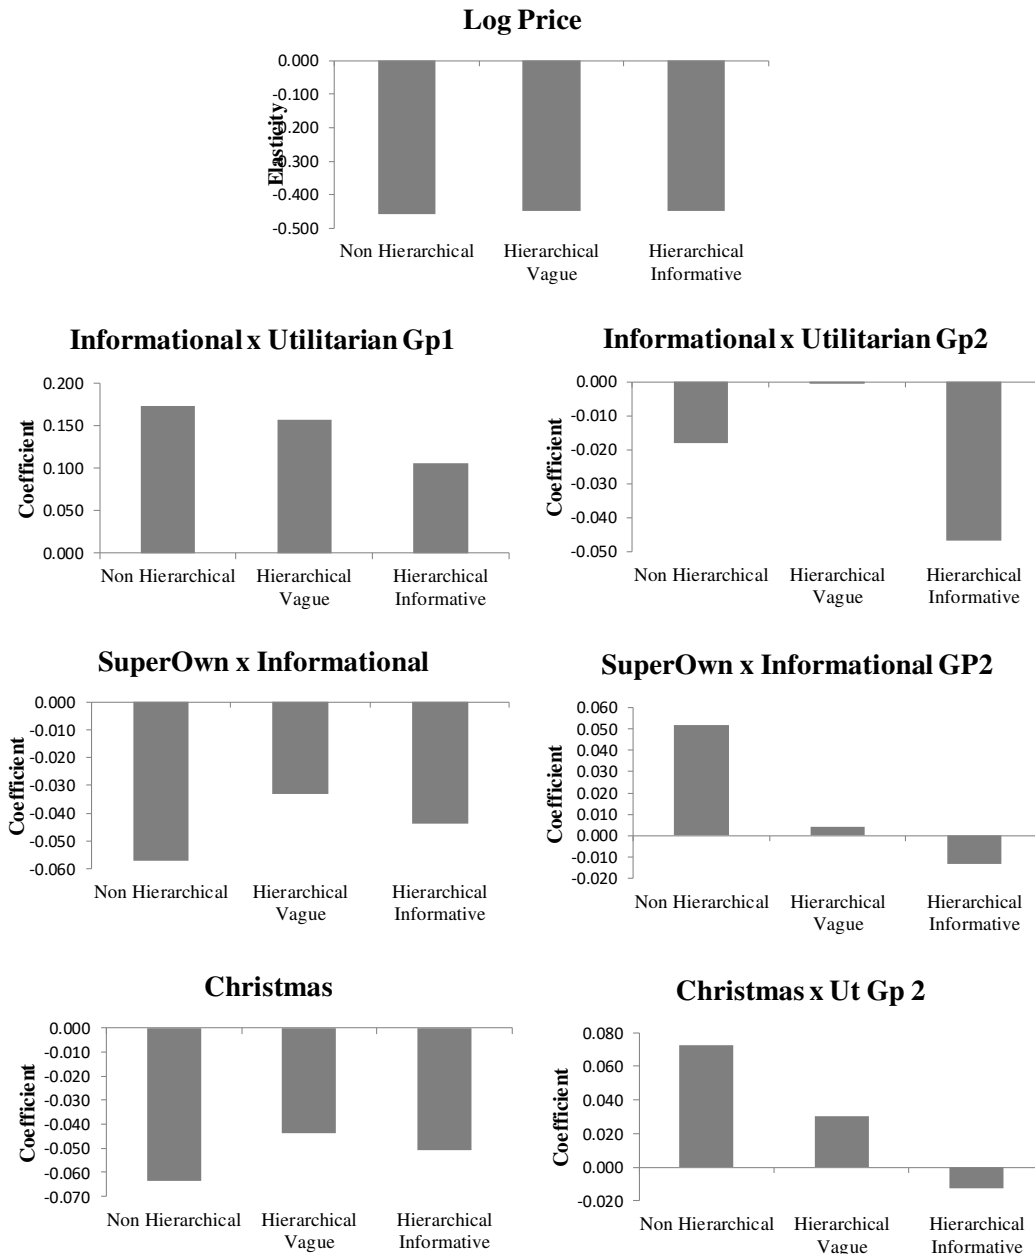 Log Price
Elasticity
0.000
-0.100
-0.200
-0.300
-0.400
-0.500
Non Hierarchical
Hierarchical
Vague
Hierarchical
Informative
Informational x Utilitarian Gp1
Coefficient
0.200
0.150
0.100
0.050
0.000
Non Hierarchical
Hierarchical
Vague
Hierarchical
Informative
Informational x Utilitarian Gp2
Coefficient
0.000
-0.010
-0.020
-0.030
-0.040
-0.050
Non Hierarchical
Hierarchical
Vague
Hierarchical
Informative
SuperOwn x Informational
Coefficient
0.000
-0.010
-0.020
-0.030
-0.040
-0.050
-0.060
Non Hierarchical
Hierarchical
Vague
Hierarchical
Informative
SuperOwn x Informational GP2
Coefficient
0.060
0.050
0.040
0.030
0.020
0.010
0.000
-0.010
-0.020
Non Hierarchical
Hierarchical
Vague
Hierarchical
Informative
Christmas
Coefficient
0.000
-0.010
-0.020
-0.030
-0.040
-0.050
-0.060
-0.070
Non Hierarchical
Hierarchical
Vague
Hierarchical
Informative
Christmas x Ut Gp 2
Coefficient
0.080
0.060
0.040
0.020
0.000
-0.020
Non Hierarchical
Hierarchical
Vague
Hierarchical
Informative